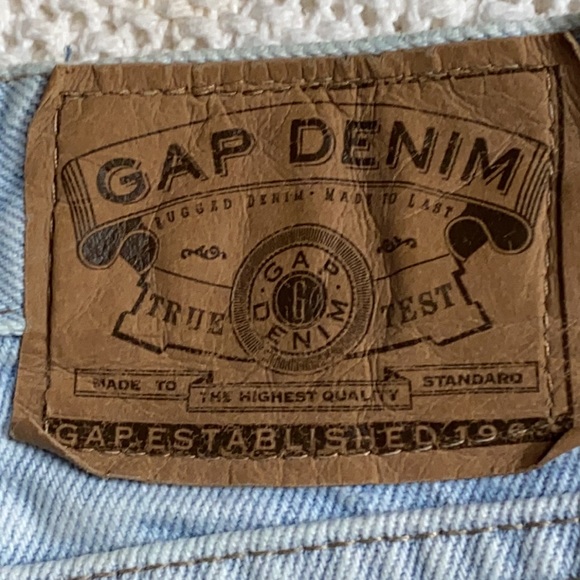 GAP DENIM
RUGGED DENIM · MADE TO LAST
GAP
TRUE TEST
G
DENIM
MADE TO THE HIGHEST QUALITY STANDARD
GAP ESTABLISHED